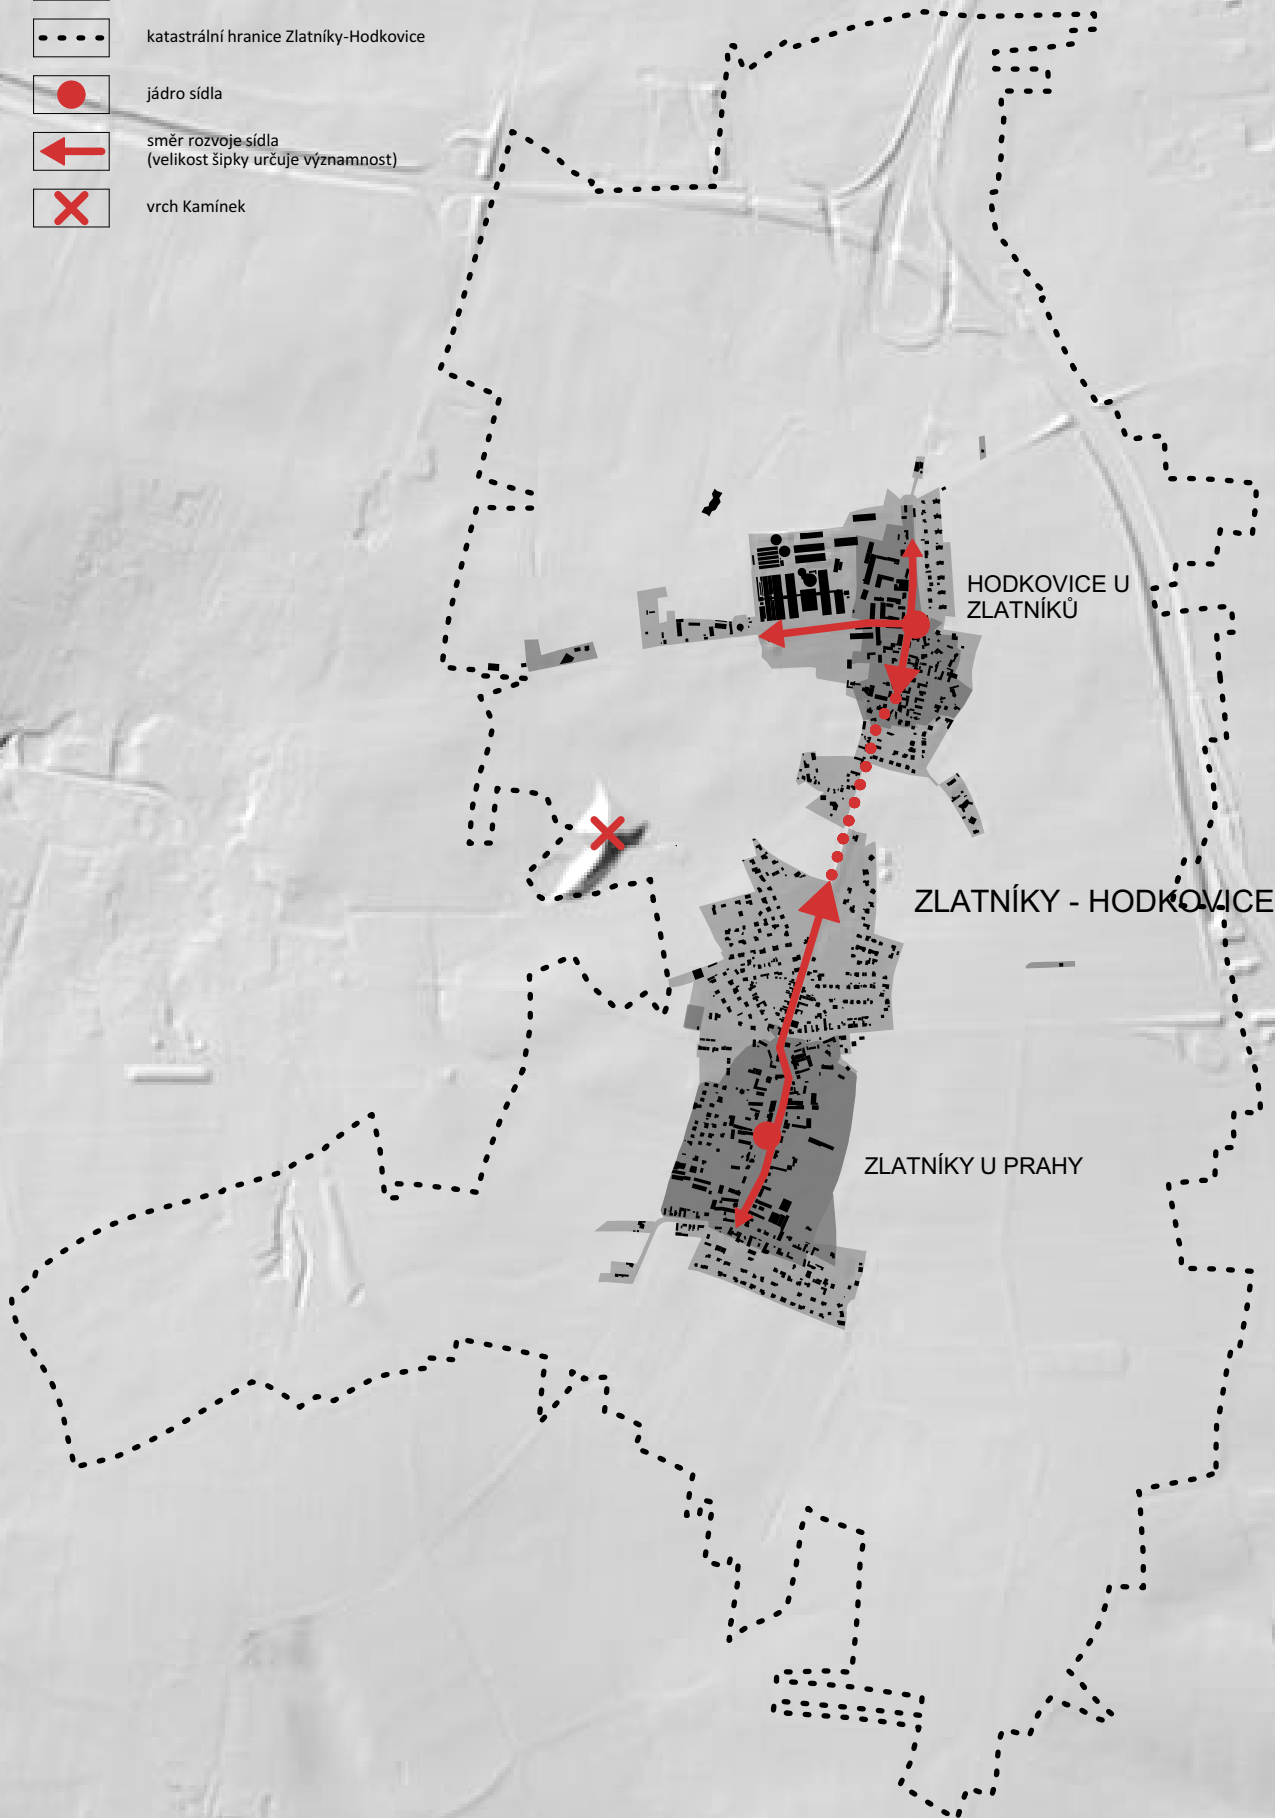 katastrální hranice Zlatníky-Hodkovice
jádro sídla
směr rozvoje sídla
(velikost šipky určuje významnost)
vrch Kamínek
HODKOVICE U
ZLATNÍKŮ
ZLATNÍKY - HODKOVICE
ZLATNÍKY U PRAHY